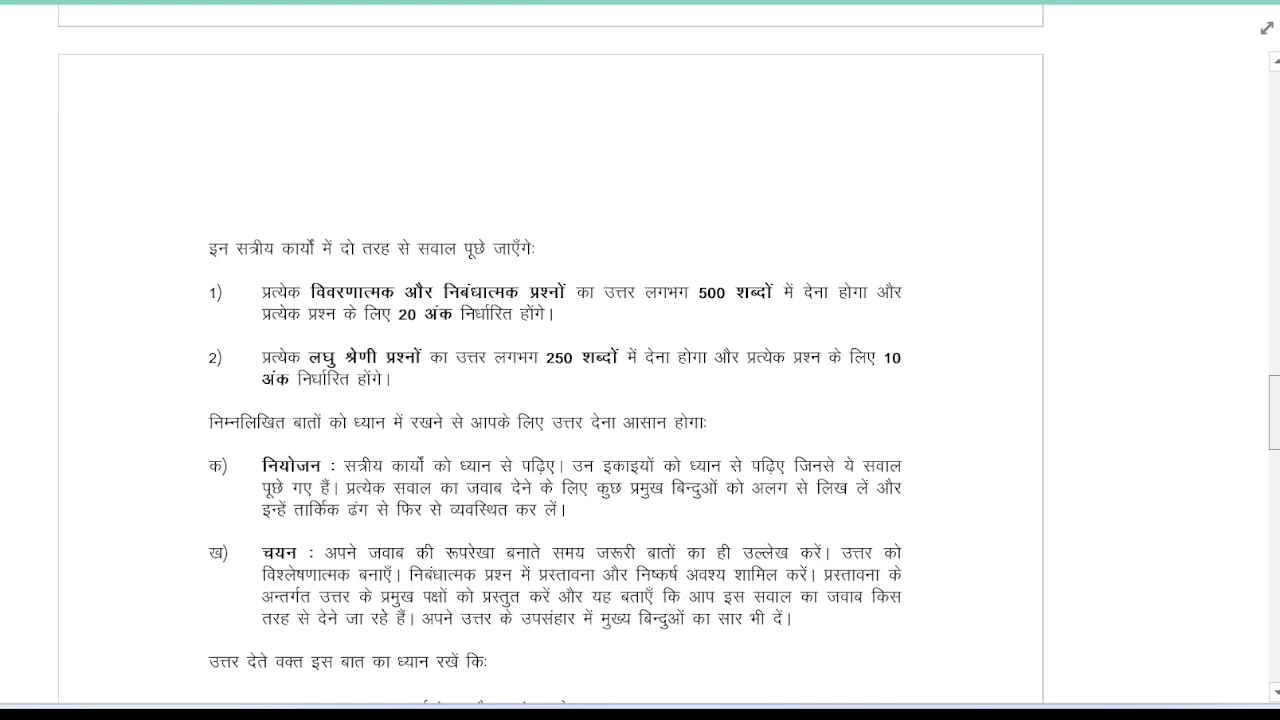 इन सत्रीय कार्यों में दो तरह से सवाल पूछे जाएँगेः
1) प्रत्येक विवरणात्मक और निबंधात्मक प्रश्नों का उत्तर लगभग 500 शब्दों में देना होगा और
प्रत्येक प्रश्न के लिए 20 अंक निर्धारित होंगे।
2) प्रत्येक लघु श्रेणी प्रश्नों का उत्तर लगभग 250 शब्दों में देना होगा और प्रत्येक प्रश्न के लिए 10
अंक निर्धारित होंगे।
निम्नलिखित बातों को ध्यान में रखने से आपके लिए उत्तर देना आसान होगाः
क) नियोजन : सत्रीय कार्यों को ध्यान से पढ़िए। उन इकाइयों को ध्यान से पढ़िए जिनसे ये सवाल
पूछे गए हैं। प्रत्येक सवाल का जवाब देने के लिए कुछ प्रमुख बिन्दुओं को अलग से लिख लें और
इन्हें तार्किक ढंग से फिर से व्यवस्थित कर लें।
ख) चयन : अपने जवाब की रूपरेखा बनाते समय जरूरी बातों का ही उल्लेख करें। उत्तर को
विश्लेषणात्मक बनाएँ। निबंधात्मक प्रश्न में प्रस्तावना और निष्कर्ष अवश्य शामिल करें। प्रस्तावना के
अन्तर्गत उत्तर के प्रमुख पक्षों को प्रस्तुत करें और यह बताएँ कि आप इस सवाल का जवाब किस
तरह से देने जा रहे हैं। अपने उत्तर के उपसंहार में मुख्य बिन्दुओं का सार भी दें।
उत्तर देते वक्त इस बात का ध्यान रखें किः